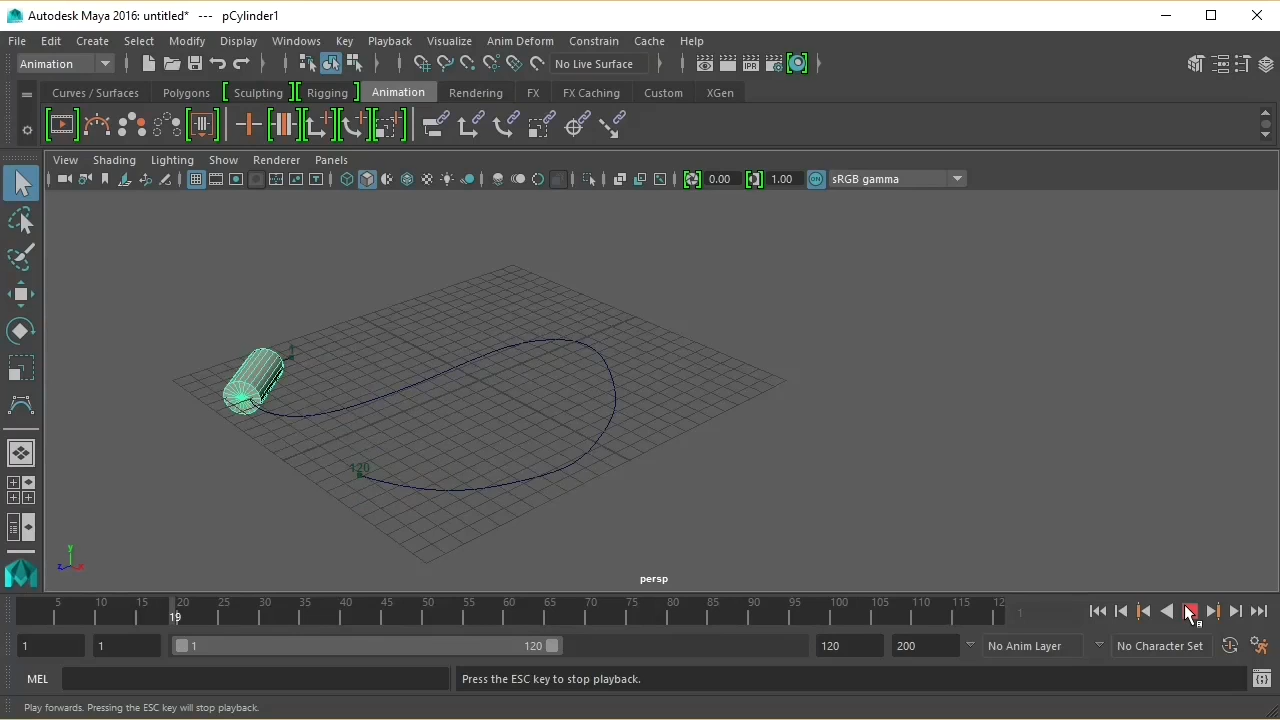 Autodesk Maya 2016: untitled* --- pCylinder1
File Edit Create Select Modify Display Windows Key Playback Visualize Anim Deform Constrain Cache Help
Animation No Live Surface
Curves / Surfaces Polygons Sculpting Rigging Animation Rendering FX FX Caching Custom XGen
View Shading Lighting Show Renderer Panels
0.00 1.00 ON sRGB gamma
1
120
y
z x
persp
5 10 15 20 25 30 35 40 45 50 55 60 65 70 75 80 85 90 95 100 105 110 115 12
19
1
1 1 1 120 120 200 No Anim Layer No Character Set
MEL Press the ESC key to stop playback.
Play forwards. Pressing the ESC key will stop playback.